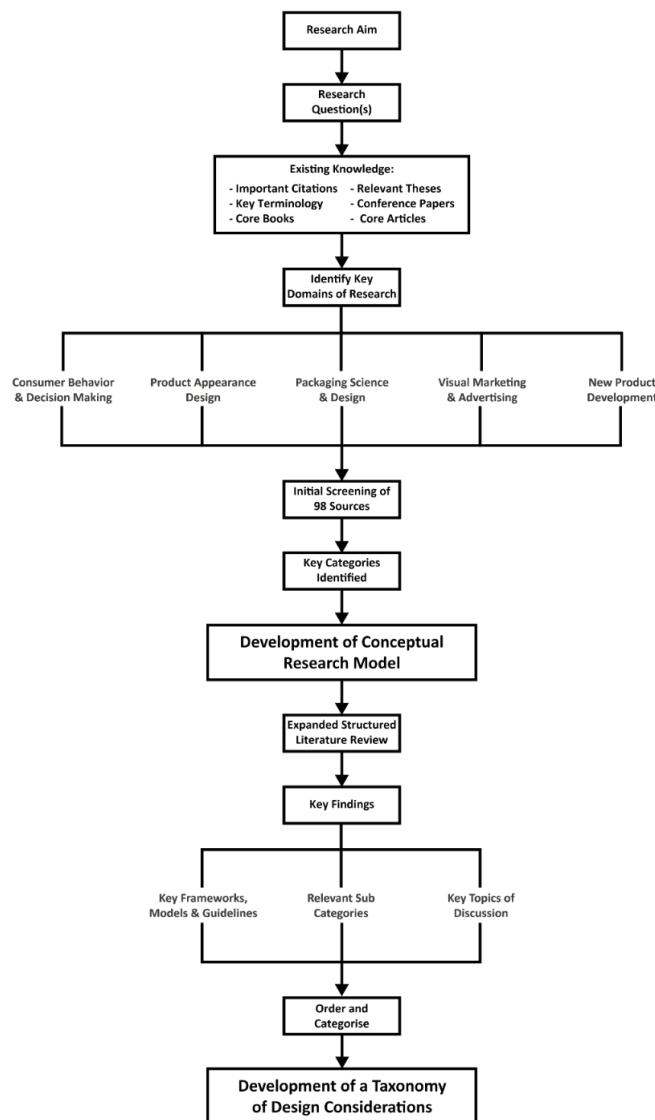 Research Aim
Research
Question(s)
Existing Knowledge:
- Important Citations
- Key Terminology
- Core Books
- Relevant Theses
- Conference Papers
- Core Articles
Identify Key
Domains of Research
Consumer Behavior
& Decision Making
Product Appearance
Design
Packaging Science
& Design
Visual Marketing
& Advertising
New Product
Development
Initial Screening of
98 Sources
Key Categories
Identified
Development of Conceptual
Research Model
Expanded Structured
Literature Review
Key Findings
Key Frameworks,
Models & Guidelines
Relevant Sub
Categories
Key Topics of
Discussion
Order and
Categorise
Development of a Taxonomy
of Design Considerations